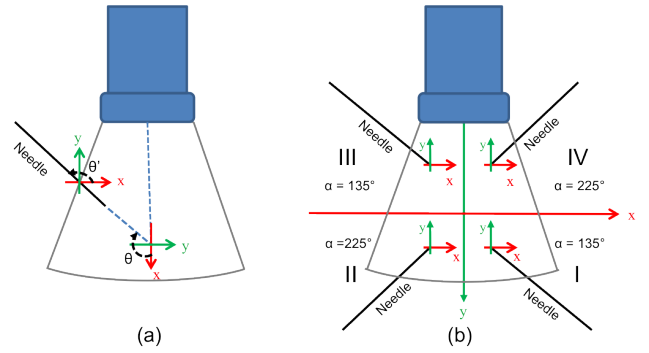 y
θ'
x
Needle
y
θ
x
(a)
Needle
Needle
III
IV
y
x
y
x
α = 135°
α = 225°
x
y
x
y
x
α =225°
α = 135°
II
I
Needle
Needle
y
(b)